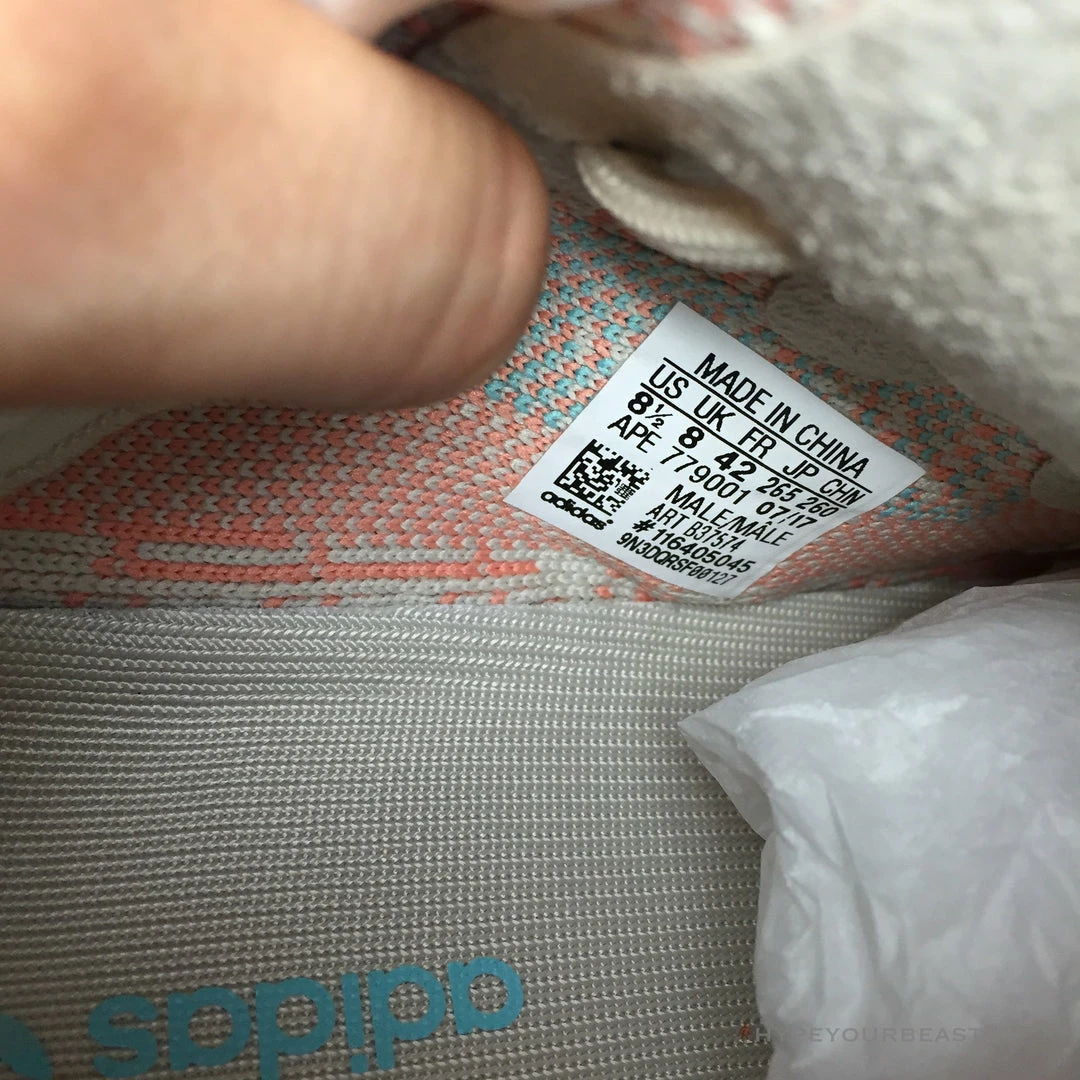 MADE IN CHINA
US UK FR JP CHN
8½ 8 42 265 260
APE 779001 07/17
MALE/MÂLE
ART B37574
#116405045
9N3DQRSF00127
adidas
adidas
#HYPEYOURBEAST